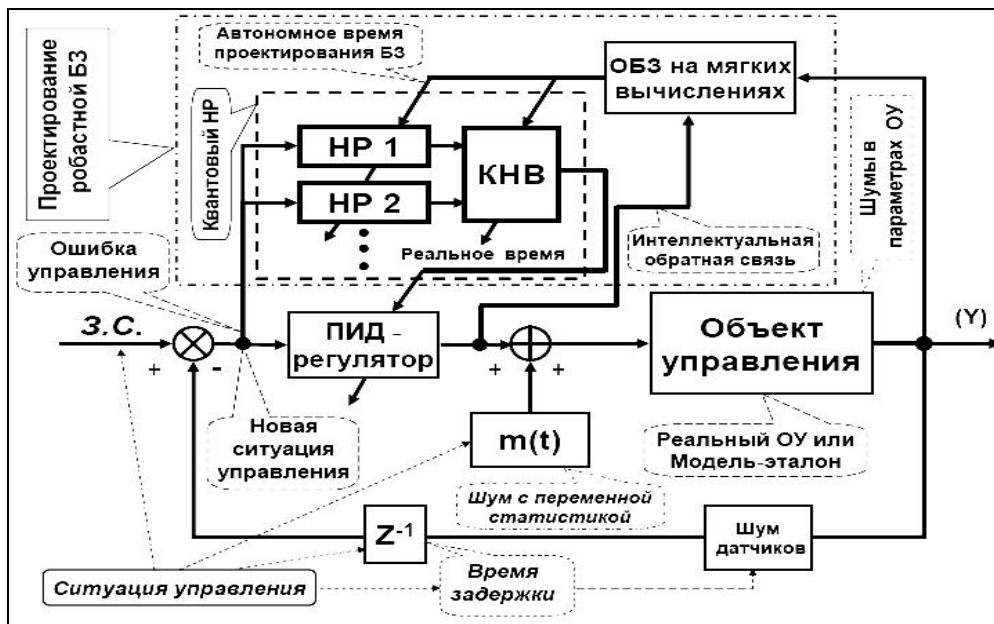 Автономное время
проектирования БЗ
ОБЗ на мягких
вычислениях
Проектирование
робастной БЗ
Квантовый НР
НР 1
НР 2
КНВ
Реальное время
Интеллектуальная
обратная связь
Шумы в
параметрах ОУ
Ошибка
управления
З.С.
+
-
ПИД -
регулятор
+
+
Объект
управления
(Y)
Новая
ситуация
управления
m(t)
Шум с переменной
статистикой
Реальный ОУ или
Модель-эталон
Z-1
Шум
датчиков
Ситуация управления
Время
задержки